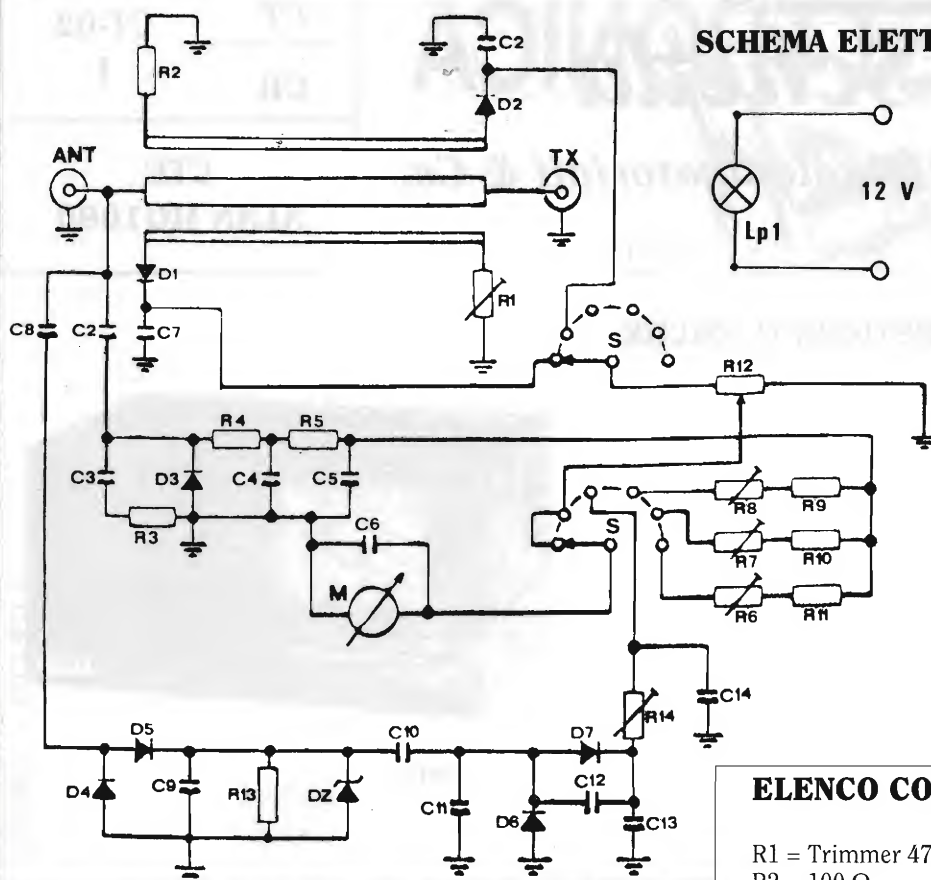 SCHEMA ELETT
R2
C2
D2
ANT
TX
12 V
Lp1
D1
R1
C8
C2
C7
S
R12
R4
R5
C3
D3
C4
C5
R3
C6
R8
R9
S
R7
R10
M
R6
R11
C14
R14
D5
C10
D7
D4
C9
R13
DZ
C11
C12
D6
C13
ELENCO CO
R1 = Trimmer 47
R2 = 100 Ω